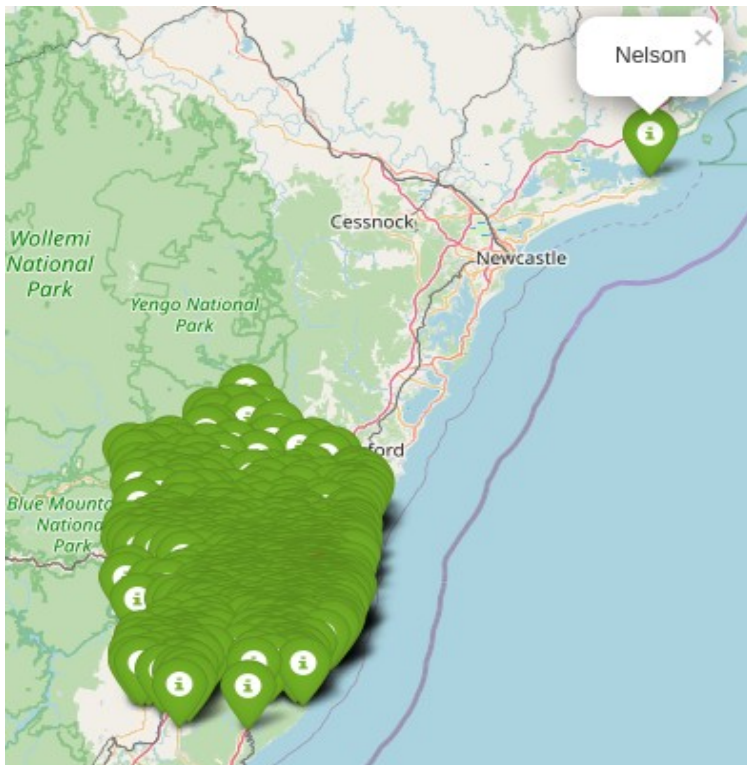 Nelson
×
i
Cessnock
Newcastle
Wollemi
National
Park
Yengo National
Park
ford
Blue Mounta
Nationa
Park